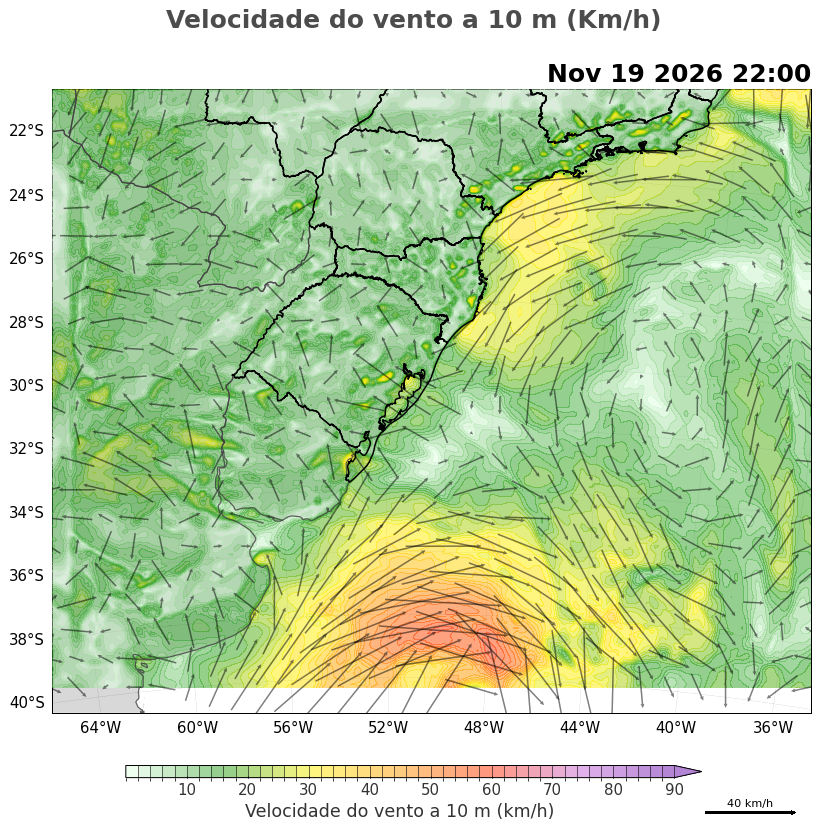 Velocidade do vento a 10 m (Km/h)
Nov 19 2026 22:00
22°S
24°S
26°S
28°S
30°S
32°S
34°S
36°S
38°S
40°S
64°W 60°W 56°W 52°W 48°W 44°W 40°W 36°W
10 20 30 40 50 60 70 80 90
Velocidade do vento a 10 m (km/h)
40 km/h